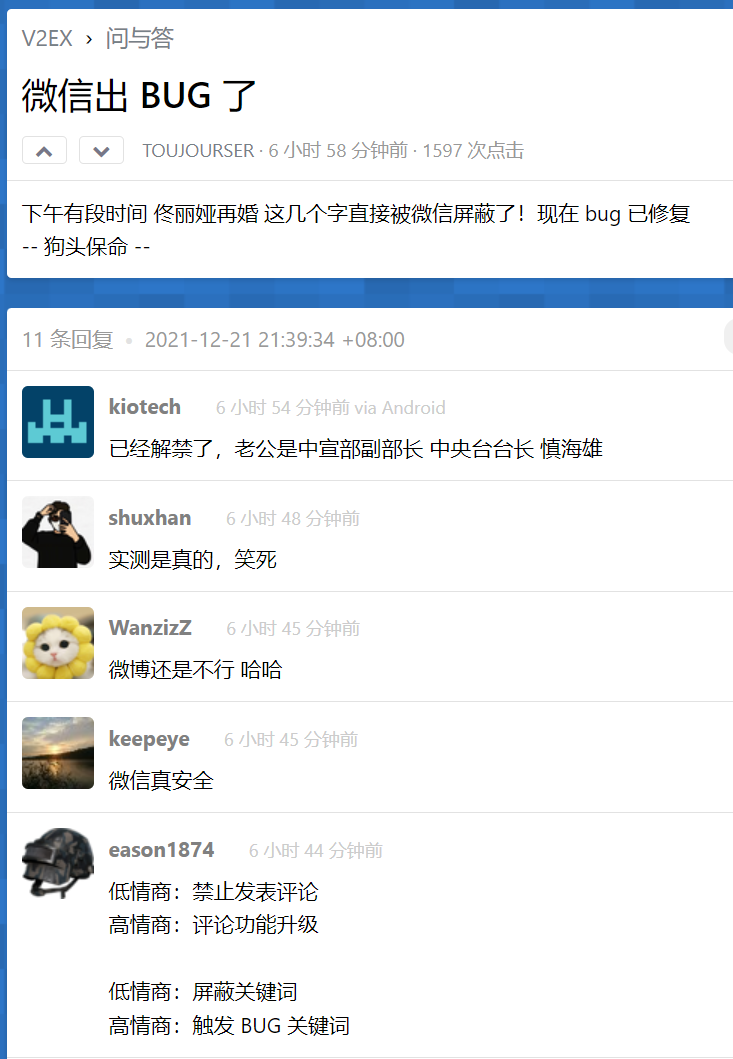 V2EX › 问与答
微信出 BUG 了
TOUJOURSER · 6 小时 58 分钟前 · 1597 次点击
下午有段时间 佟丽娅再婚 这几个字直接被微信屏蔽了！现在 bug 已修复
-- 狗头保命 --
11 条回复 • 2021-12-21 21:39:34 +08:00
kiotech 6 小时 54 分钟前 via Android
已经解禁了，老公是中宣部副部长 中央台台长 慎海雄
shuxhan 6 小时 48 分钟前
实测是真的，笑死
WanzizZ 6 小时 45 分钟前
微博还是不行 哈哈
keepeye 6 小时 45 分钟前
微信真安全
eason1874 6 小时 44 分钟前
低情商：禁止发表评论
高情商：评论功能升级
低情商：屏蔽关键词
高情商：触发 BUG 关键词